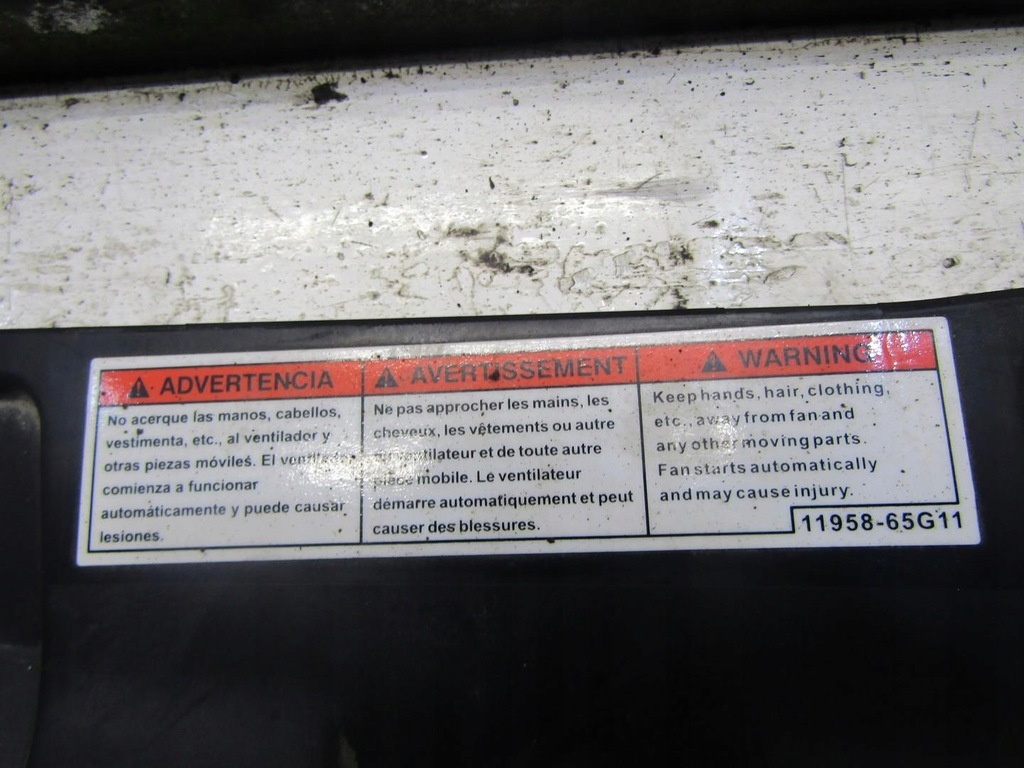 ADVERTENCIA
No acerque las manos, cabellos,
vestimenta, etc., al ventilador y
otras piezas móviles. El ventilador
comienza a funcionar
automáticamente y puede causar
lesiones.
AVERTISSEMENT
Ne pas approcher les mains, les
cheveux, les vêtements ou autre
du ventilateur et de toute autre
pièce mobile. Le ventilateur
démarre automatiquement et peut
causer des blessures.
WARNING
Keep hands, hair, clothing,
etc., away from fan and
any other moving parts.
Fan starts automatically
and may cause injury.
11958-65G11